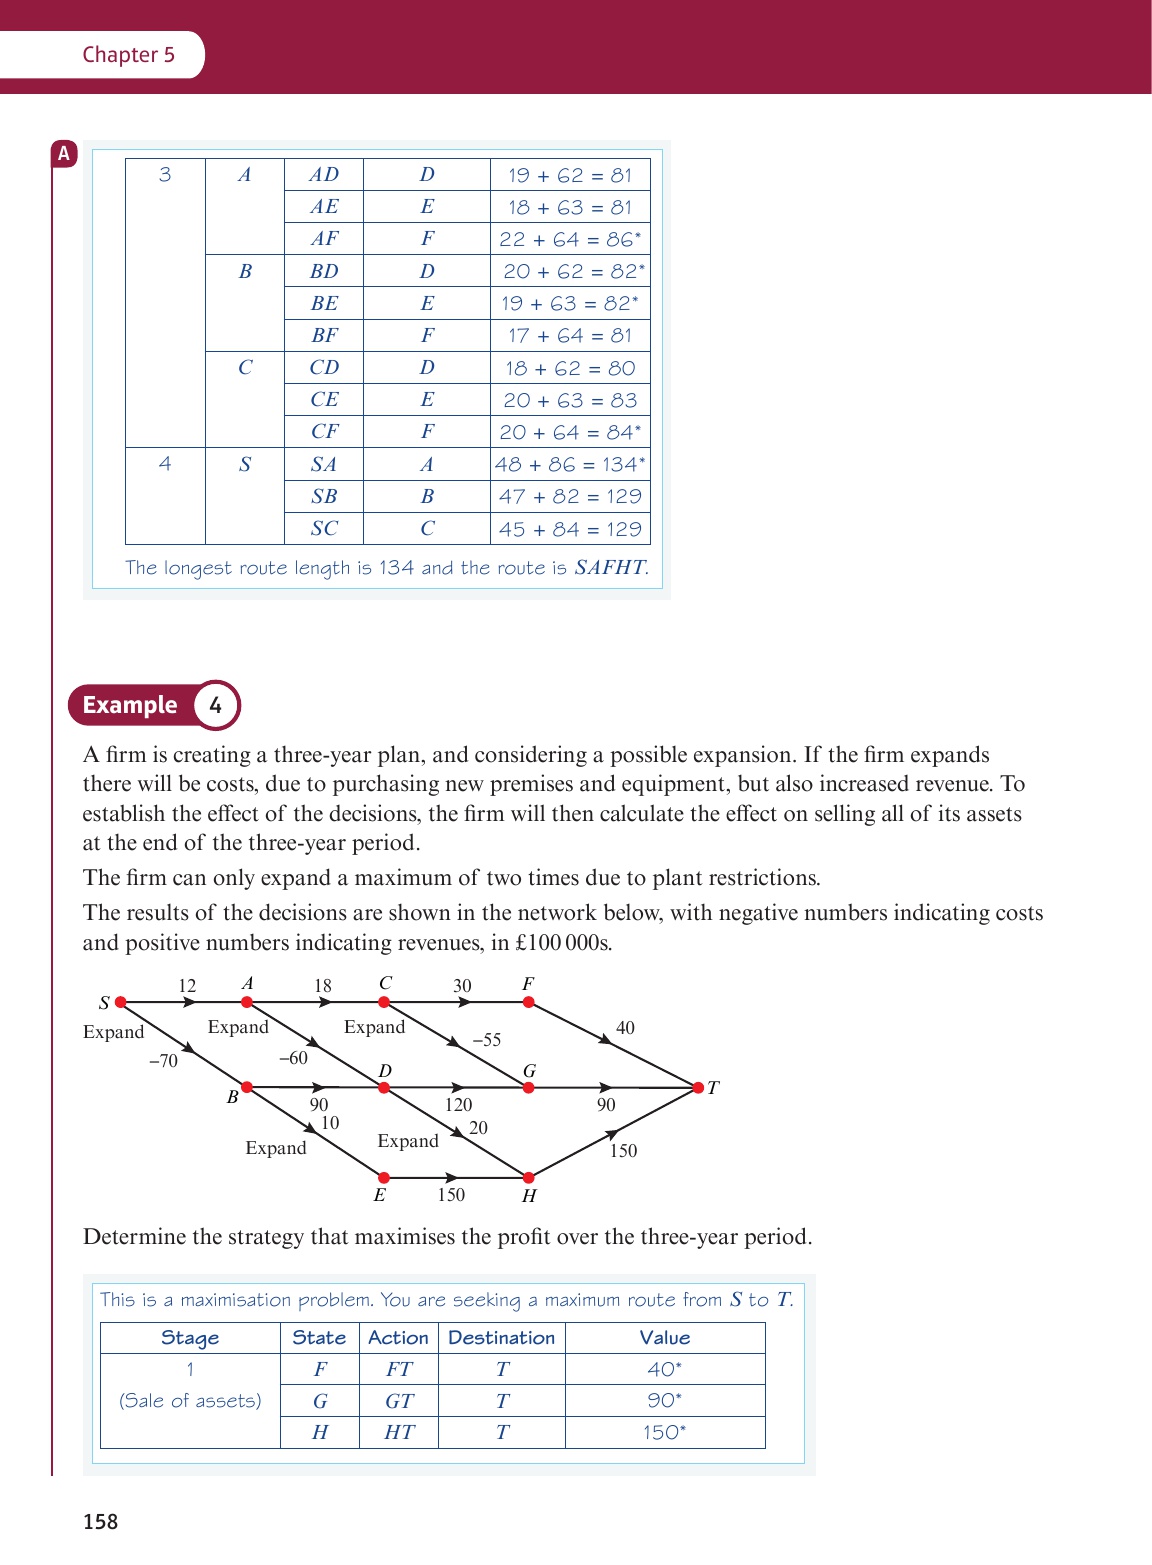 Chapter 5
A
3 A AD D 19 + 62 = 81
AE E 18 + 63 = 81
AF F 22 + 64 = 86*
B BD D 20 + 62 = 82*
BE E 19 + 63 = 82*
BF F 17 + 64 = 81
C CD D 18 + 62 = 80
CE E 20 + 63 = 83
CF F 20 + 64 = 84*
4 S SA A 48 + 86 = 134*
SB B 47 + 82 = 129
SC C 45 + 84 = 129
The longest route length is 134 and the route is SAFHT.
Example 4
A firm is creating a three-year plan, and considering a possible expansion. If the firm expands
there will be costs, due to purchasing new premises and equipment, but also increased revenue. To
establish the effect of the decisions, the firm will then calculate the effect on selling all of its assets
at the end of the three-year period.
The firm can only expand a maximum of two times due to plant restrictions.
The results of the decisions are shown in the network below, with negative numbers indicating costs
and positive numbers indicating revenues, in £100 000s.
12 A 18 C 30 F
S
Expand Expand Expand 40
–70 –60 –55
D G T
B 90 120 90
10 20
Expand Expand 150
E 150 H
Determine the strategy that maximises the profit over the three-year period.
This is a maximisation problem. You are seeking a maximum route from S to T.
Stage State Action Destination Value
1 F FT T 40*
(Sale of assets) G GT T 90*
H HT T 150*
158